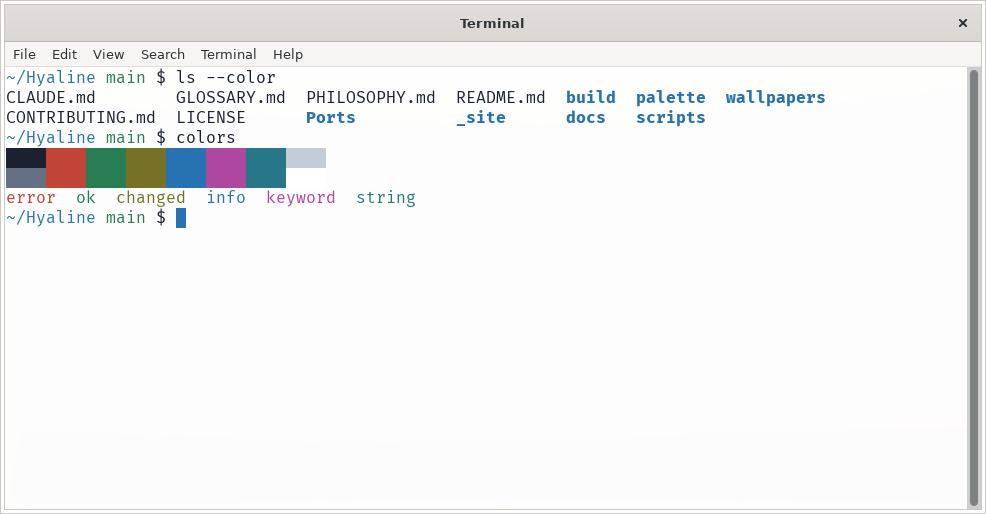 Terminal ×
File Edit View Search Terminal Help
~/Hyaline main $ ls --color
CLAUDE.md GLOSSARY.md PHILOSOPHY.md README.md build palette wallpapers
CONTRIBUTING.md LICENSE Ports _site docs scripts
~/Hyaline main $ colors
error ok changed info keyword string
~/Hyaline main $